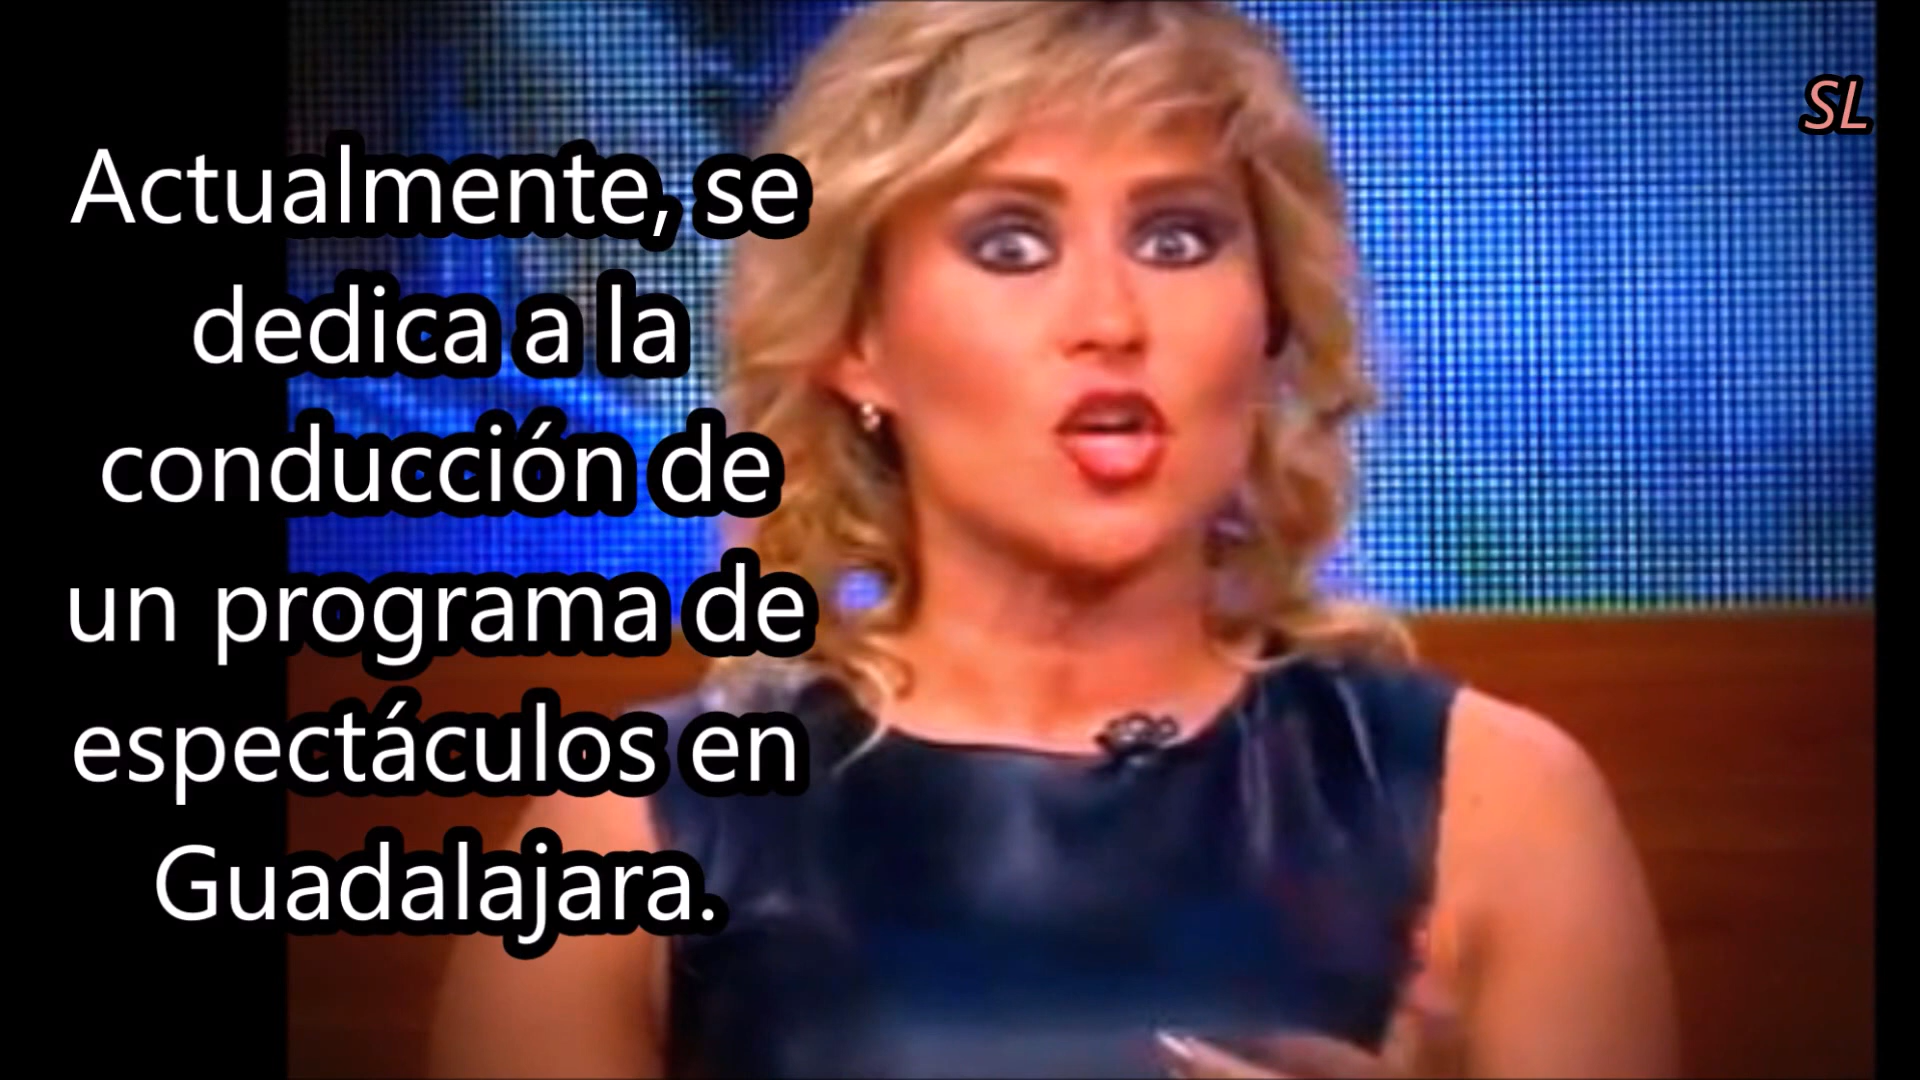 SL
Actualmente, se
dedica a la
conducción de
un programa de
espectáculos en
Guadalajara.